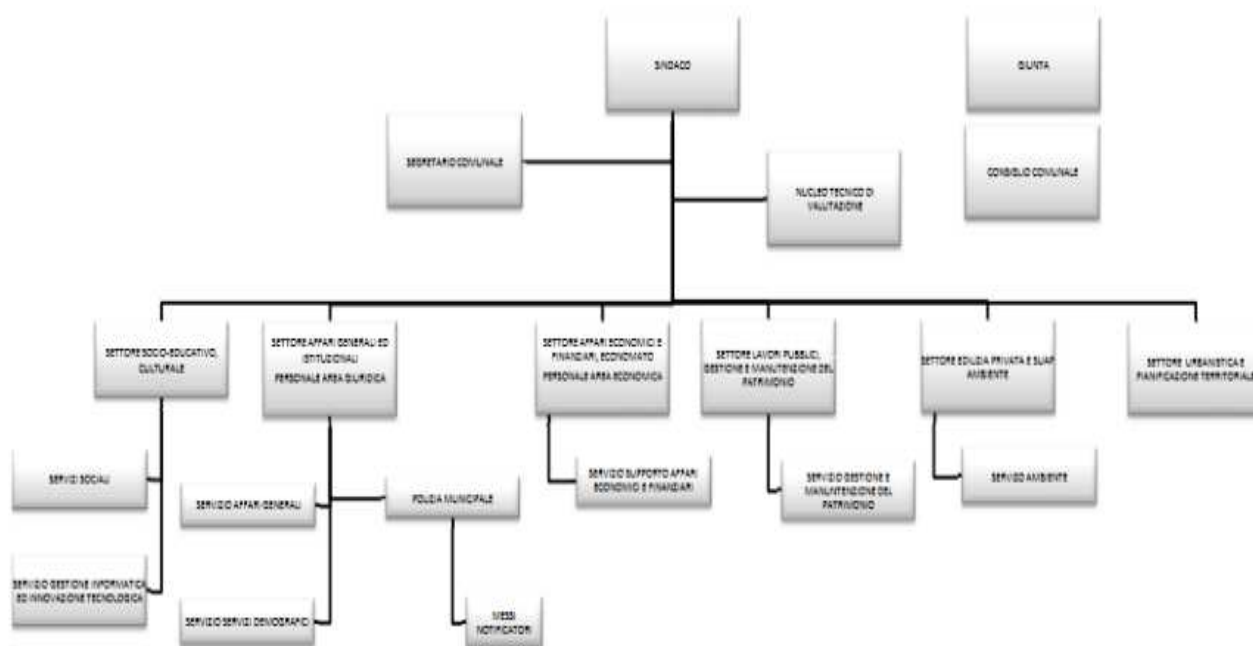 SINDACO
GIUNTA
SEGRETARIO COMUNALE
CONSIGLIO COMUNALE
NUCLEO TECNICO DI
VALUTAZIONE
SETTORE SOCIO-EDUCATIVO,
CULTURALE
SETTORE AFFARI GENERALI ED
ISTITUZIONALI
PERSONALE AREA GIURIDICA
SETTORE AFFARI ECONOMICI E
FINANZIARI, ECONOMATO
PERSONALE AREA ECONOMICA
SETTORE LAVORI PUBBLICI,
GESTIONE E MANUTENZIONE DEL
PATRIMONIO
SETTORE EDILIZIA PRIVATA E SUAP
AMBIENTE
SETTORE URBANISTICA E
PIANIFICAZIONE TERRITORIALE
SERVIZI SOCIALI
SERVIZIO AFFARI GENERALI
POLIZIA MUNICIPALE
SERVIZIO SUPPORTO AFFARI
ECONOMICI E FINANZIARI
SERVIZIO GESTIONE E
MANUNTENZIONE DEL
PATRIMONIO
SERVIZIO AMBIENTE
SERVIZIO GESTIONE INFORMATICA
ED INNOVAZIONE TECNOLOGICA
SERVIZIO SERVIZI DEMOGRAFICI
MESSI
NOTIFICATORI